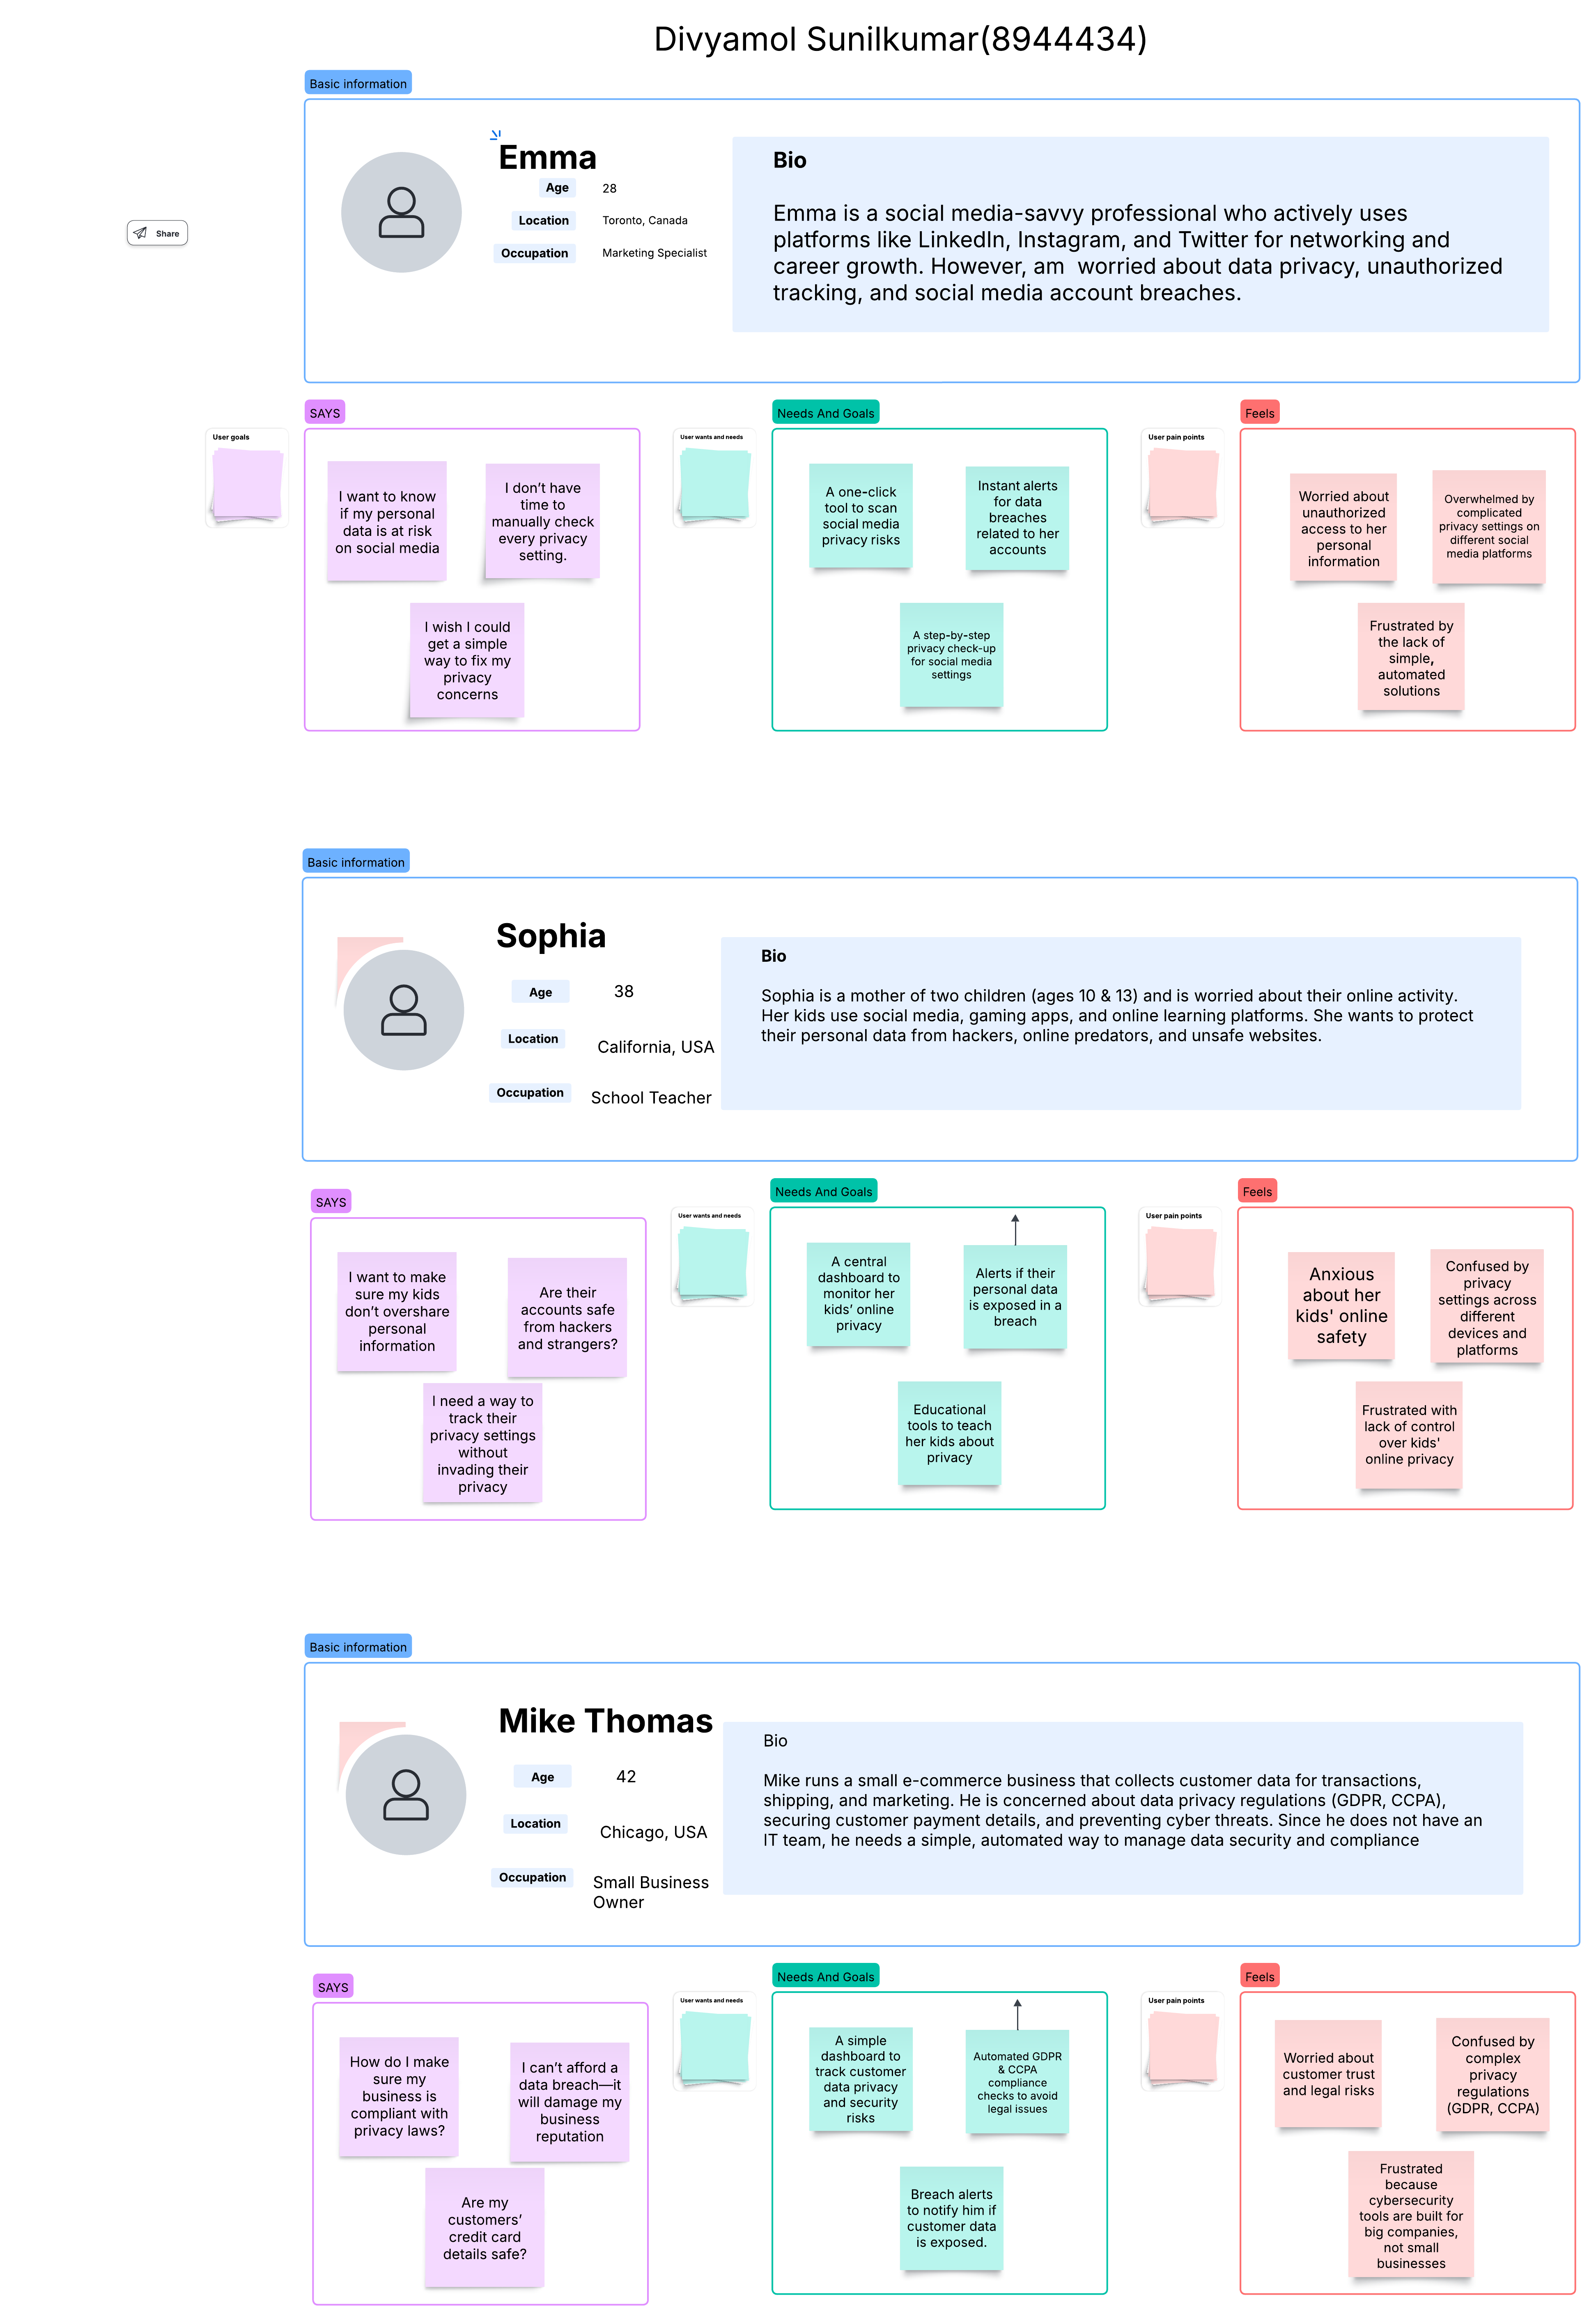 Divyamol Sunilkumar(8944434)
Basic information
Share
Emma
Age
28
Location
Toronto, Canada
Occupation
Marketing Specialist
Bio
Emma is a social media-savvy professional who actively uses
platforms like LinkedIn, Instagram, and Twitter for networking and
career growth. However, am  worried about data privacy, unauthorized
tracking, and social media account breaches.
User goals
SAYS
I want to know
if my personal
data is at risk
on social media
I don’t have
time to
manually check
every privacy
setting.
I wish I could
get a simple
way to fix my
privacy
concerns
User wants and needs
Needs And Goals
A one-click
tool to scan
social media
privacy risks
Instant alerts
for data
breaches
related to her
accounts
A step-by-step
privacy check-up
for social media
settings
User pain points
Feels
Worried about
unauthorized
access to her
personal
information
Overwhelmed by
complicated
privacy settings on
different social
media platforms
Frustrated by
the lack of
simple,
automated
solutions
Basic information
Sophia
Age
38
Location
California, USA
Occupation
School Teacher
Bio
Sophia is a mother of two children (ages 10 & 13) and is worried about their online activity.
Her kids use social media, gaming apps, and online learning platforms. She wants to protect
their personal data from hackers, online predators, and unsafe websites.
SAYS
I want to make
sure my kids
don’t overshare
personal
information
Are their
accounts safe
from hackers
and strangers?
I need a way to
track their
privacy settings
without
invading their
privacy
User wants and needs
Needs And Goals
A central
dashboard to
monitor her
kids’ online
privacy
Alerts if their
personal data
is exposed in a
breach
Educational
tools to teach
her kids about
privacy
User pain points
Feels
Anxious
about her
kids' online
safety
Confused by
privacy
settings across
different
devices and
platforms
Frustrated with
lack of control
over kids'
online privacy
Basic information
Mike Thomas
Age
42
Location
Chicago, USA
Occupation
Small Business
Owner
Bio
Mike runs a small e-commerce business that collects customer data for transactions,
shipping, and marketing. He is concerned about data privacy regulations (GDPR, CCPA),
securing customer payment details, and preventing cyber threats. Since he does not have an
IT team, he needs a simple, automated way to manage data security and compliance
SAYS
How do I make
sure my
business is
compliant with
privacy laws?
I can’t afford a
data breach—it
will damage my
business
reputation
Are my
customers’
credit card
details safe?
User wants and needs
Needs And Goals
A simple
dashboard to
track customer
data privacy
and security
risks
Automated GDPR
& CCPA
compliance
checks to avoid
legal issues
Breach alerts
to notify him if
customer data
is exposed.
User pain points
Feels
Worried about
customer trust
and legal risks
Confused by
complex
privacy
regulations
(GDPR, CCPA)
Frustrated
because
cybersecurity
tools are built for
big companies,
not small
businesses